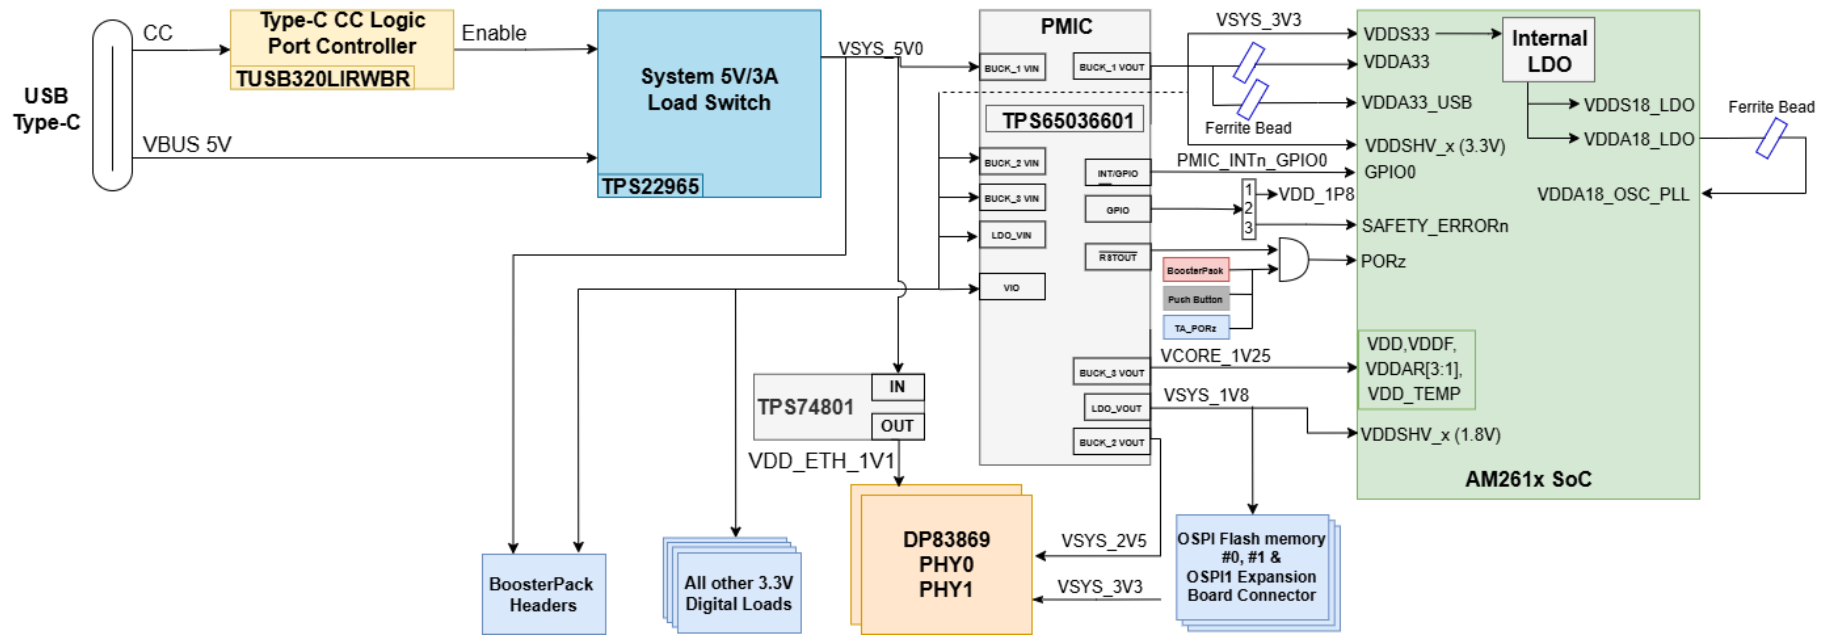 USB
Type-C
CC
VBUS 5V
Type-C CC Logic
Port Controller
TUSB320LIRWBR
Enable
System 5V/3A
Load Switch
TPS22965
VSYS_5V0
PMIC
BUCK_1 VIN
BUCK_1 VOUT
TPS65036601
BUCK_2 VIN
BUCK_3 VIN
LDO_VIN
VIO
INT/GPIO
GPIO
RSTOUT
BUCK_3 VOUT
LDO_VOUT
BUCK_2 VOUT
VSYS_3V3
Ferrite Bead
PMIC_INTn_GPIO0
1
2
3
VDD_1P8
BoosterPack
Push Button
TA_PORz
VCORE_1V25
VSYS_1V8
VDDS33
VDDA33
VDDA33_USB
VDDSHV_x (3.3V)
GPIO0
SAFETY_ERRORn
PORz
VDD,VDDF,
VDDAR[3:1],
VDD_TEMP
VDDSHV_x (1.8V)
AM261x SoC
Internal
LDO
VDDS18_LDO
VDDA18_LDO
VDDA18_OSC_PLL
Ferrite Bead
IN
TPS74801
OUT
VDD_ETH_1V1
DP83869
PHY0
PHY1
VSYS_2V5
VSYS_3V3
BoosterPack
Headers
All other 3.3V
Digital Loads
OSPI Flash memory
#0, #1 &
OSPI1 Expansion
Board Connector